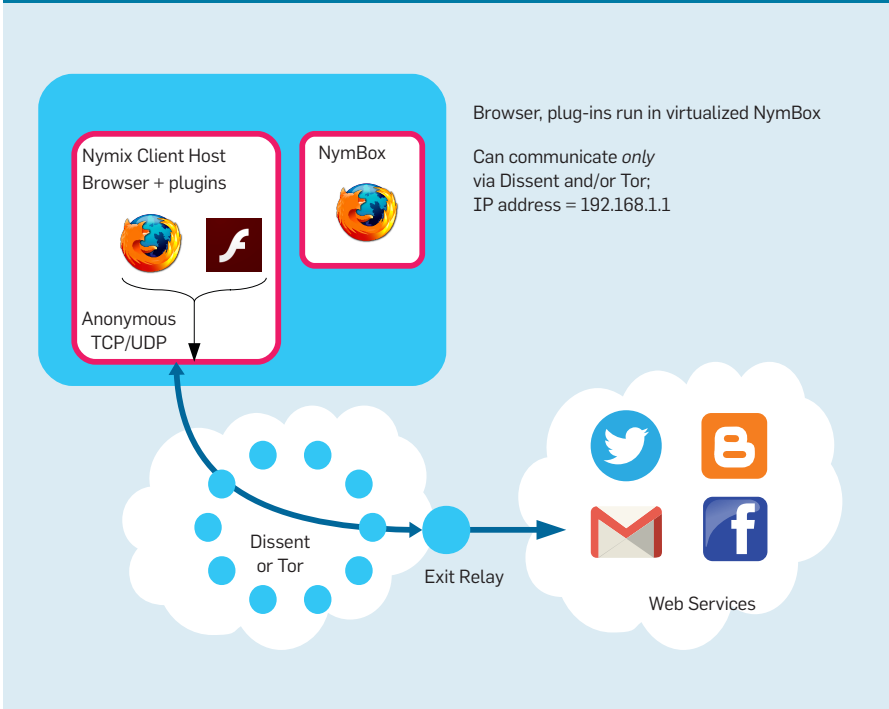 Nymix Client Host
Browser + plugins
NymBox
Anonymous
TCP/UDP
Browser, plug-ins run in virtualized NymBox
Can communicate only
via Dissent and/or Tor;
IP address = 192.168.1.1
Dissent
or Tor
Exit Relay
Web Services